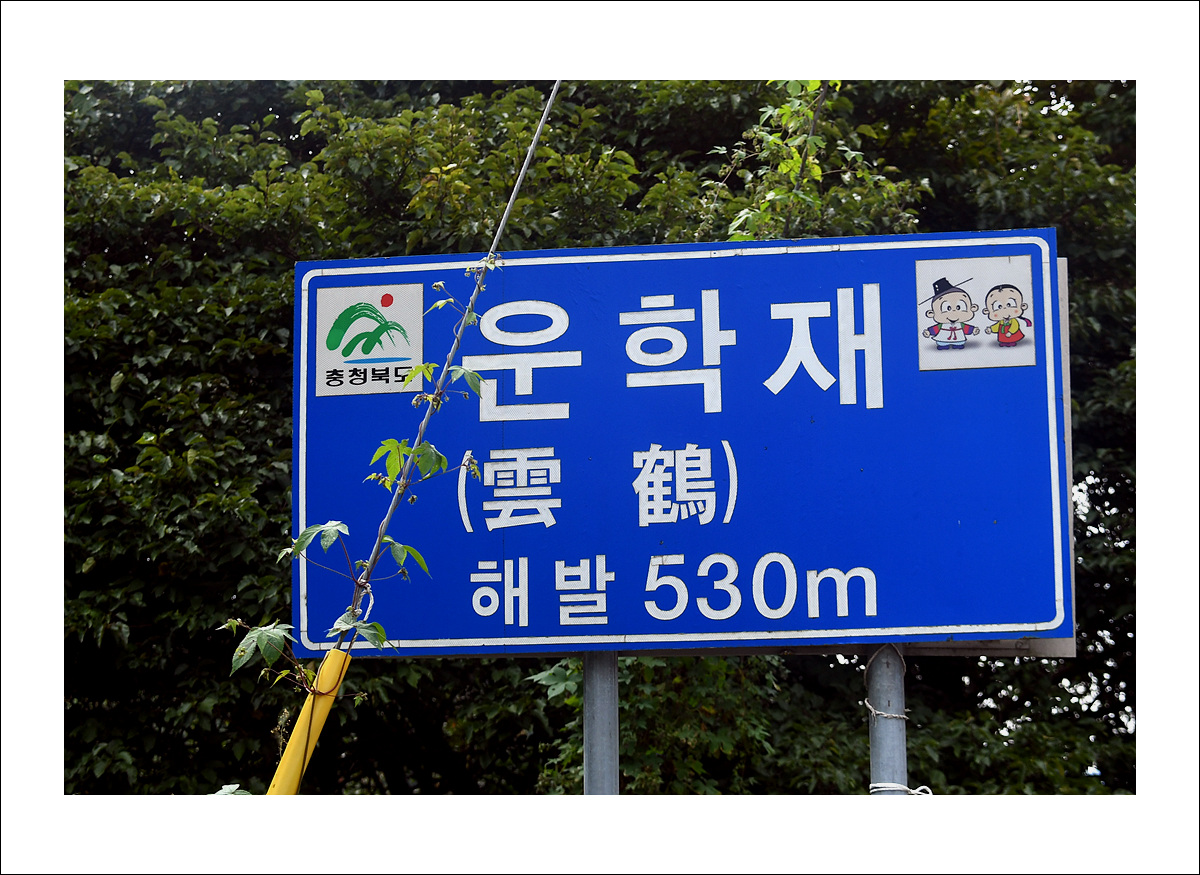 충청북도
운학재
(雲 鶴)
해발 530m